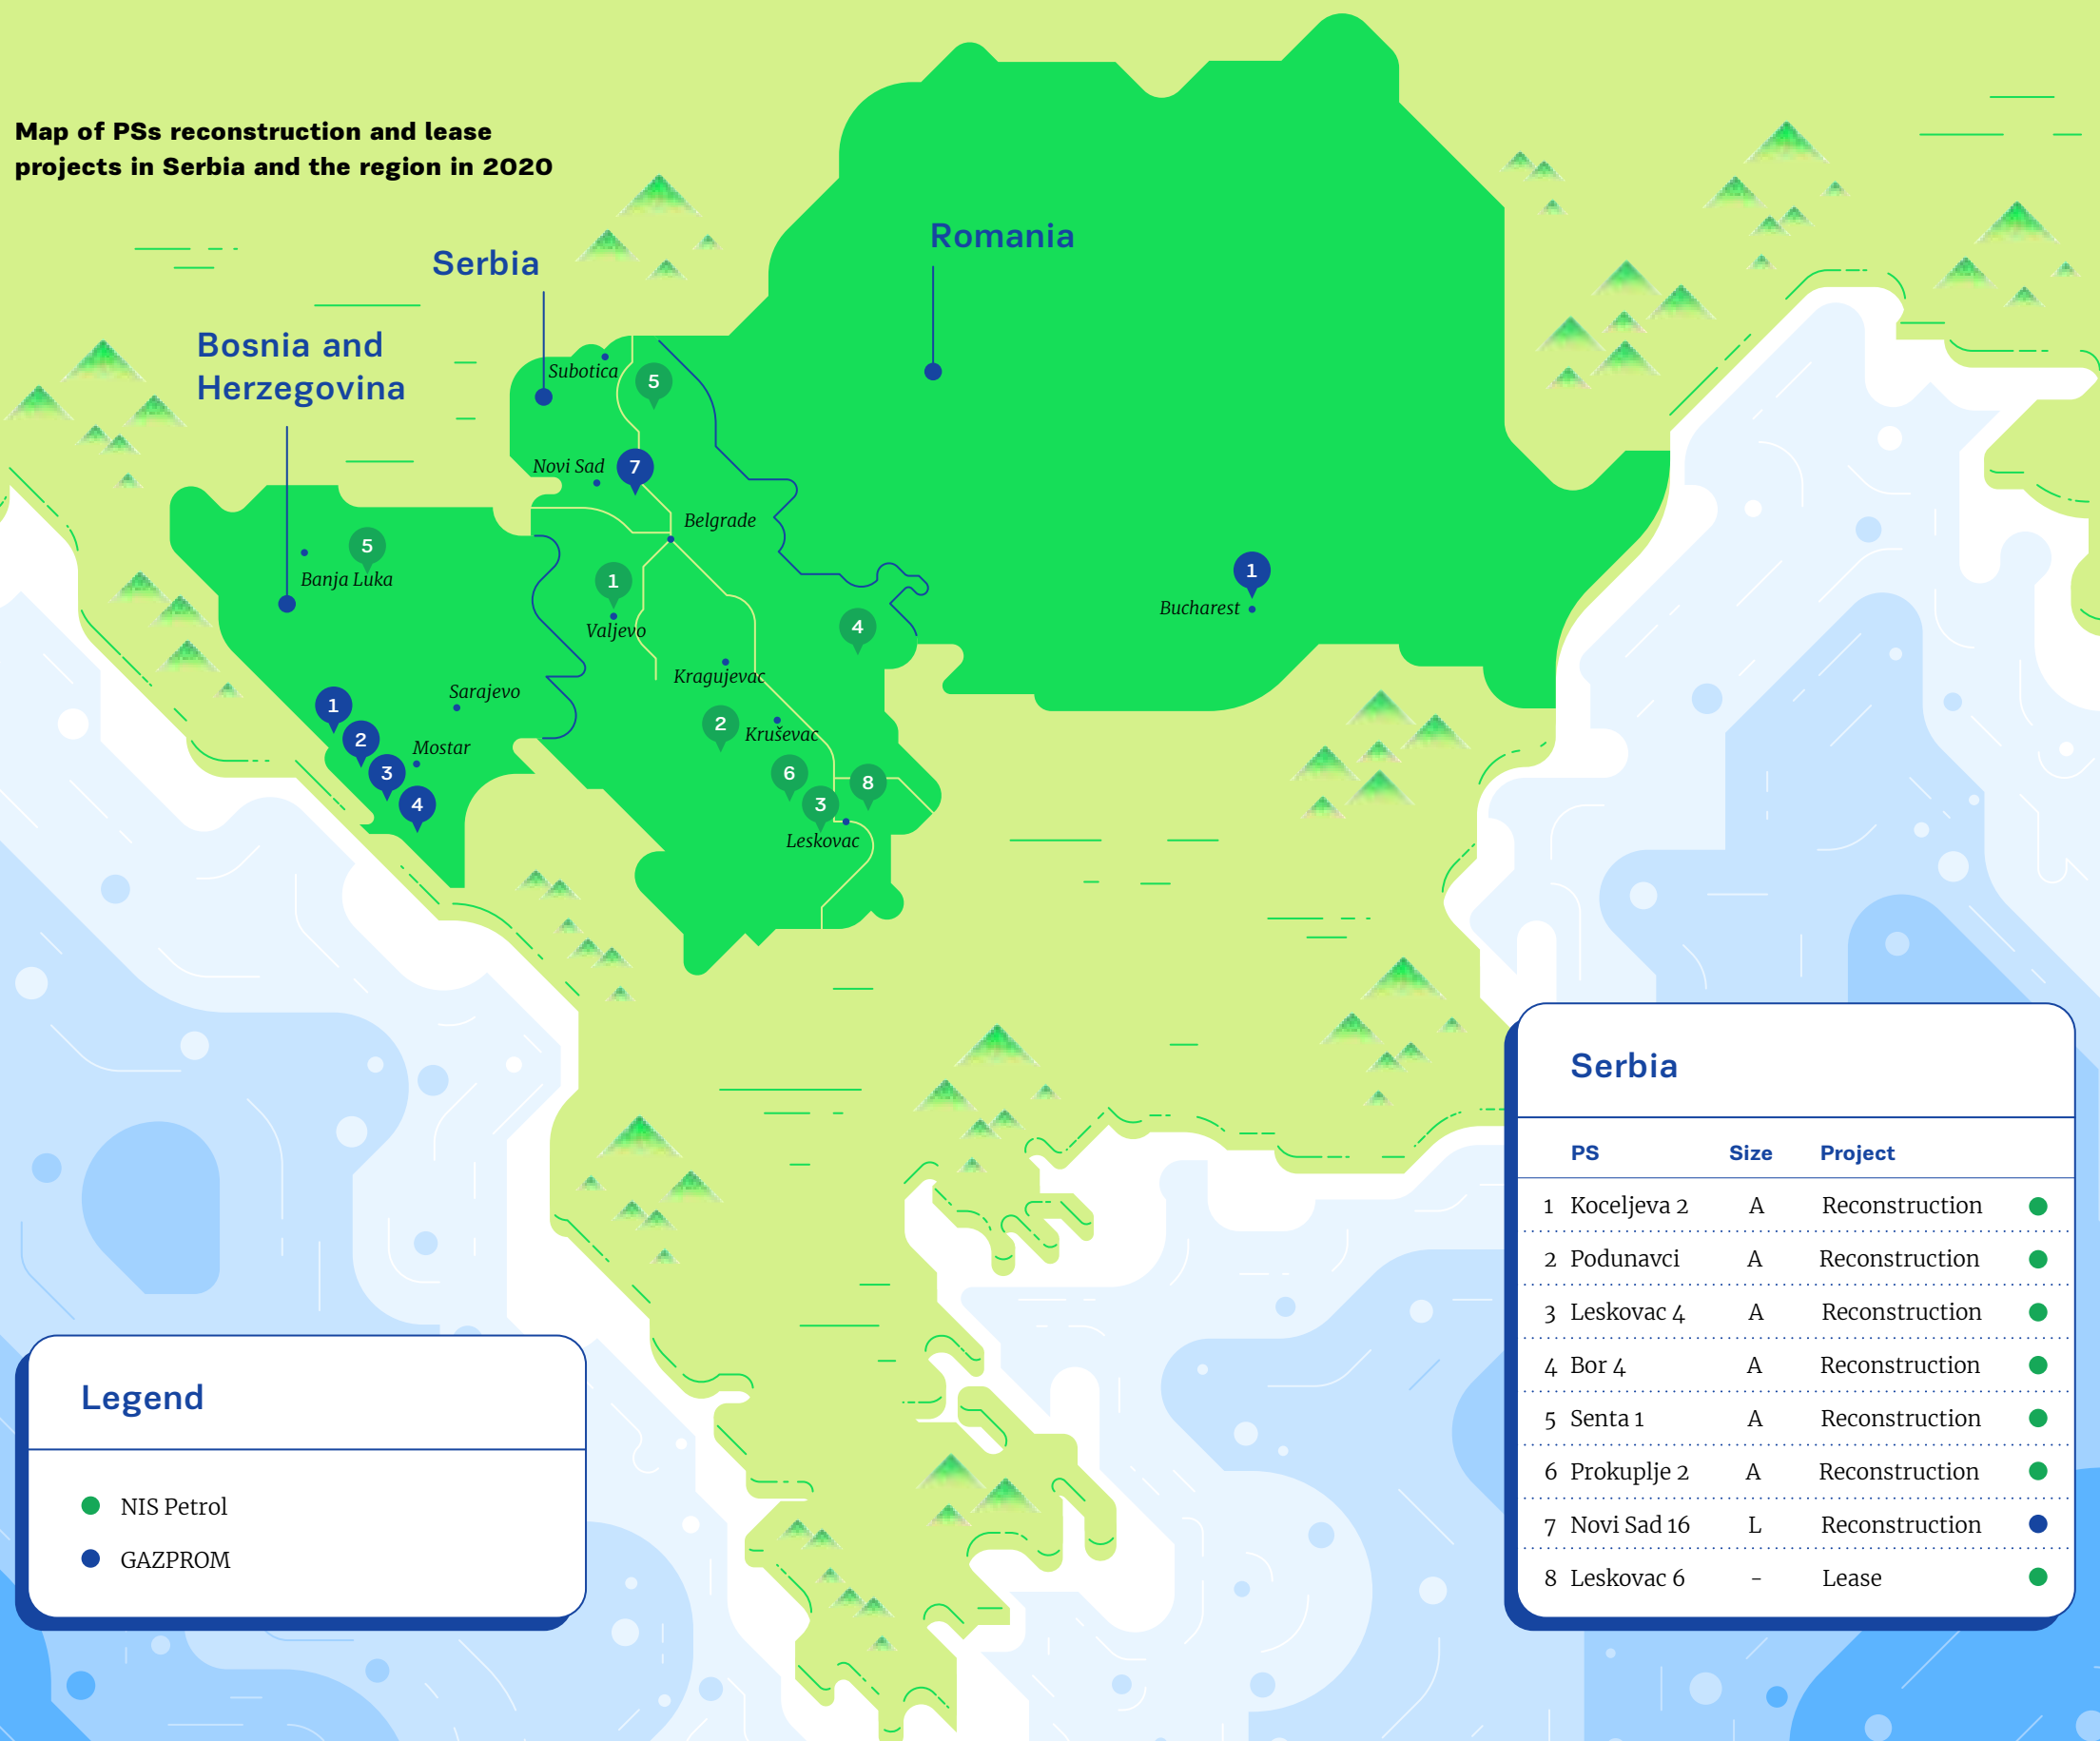 Map of PSs reconstruction and lease
projects in Serbia and the region in 2020
Romania
Serbia
Bosnia and
Herzegovina
Subotica
5
Novi Sad
7
Belgrade
5
Banja Luka
1
Valjevo
4
1
Bucharest
Kragujevac
Sarajevo
1
2
Mostar
3
4
2
Kruševac
6
8
3
Leskovac
Serbia
PS Size Project
1 Koceljeva 2 A Reconstruction
2 Podunavci A Reconstruction
3 Leskovac 4 A Reconstruction
4 Bor 4 A Reconstruction
5 Senta 1 A Reconstruction
6 Prokuplje 2 A Reconstruction
7 Novi Sad 16 L Reconstruction
8 Leskovac 6 - Lease
Legend
NIS Petrol
GAZPROM